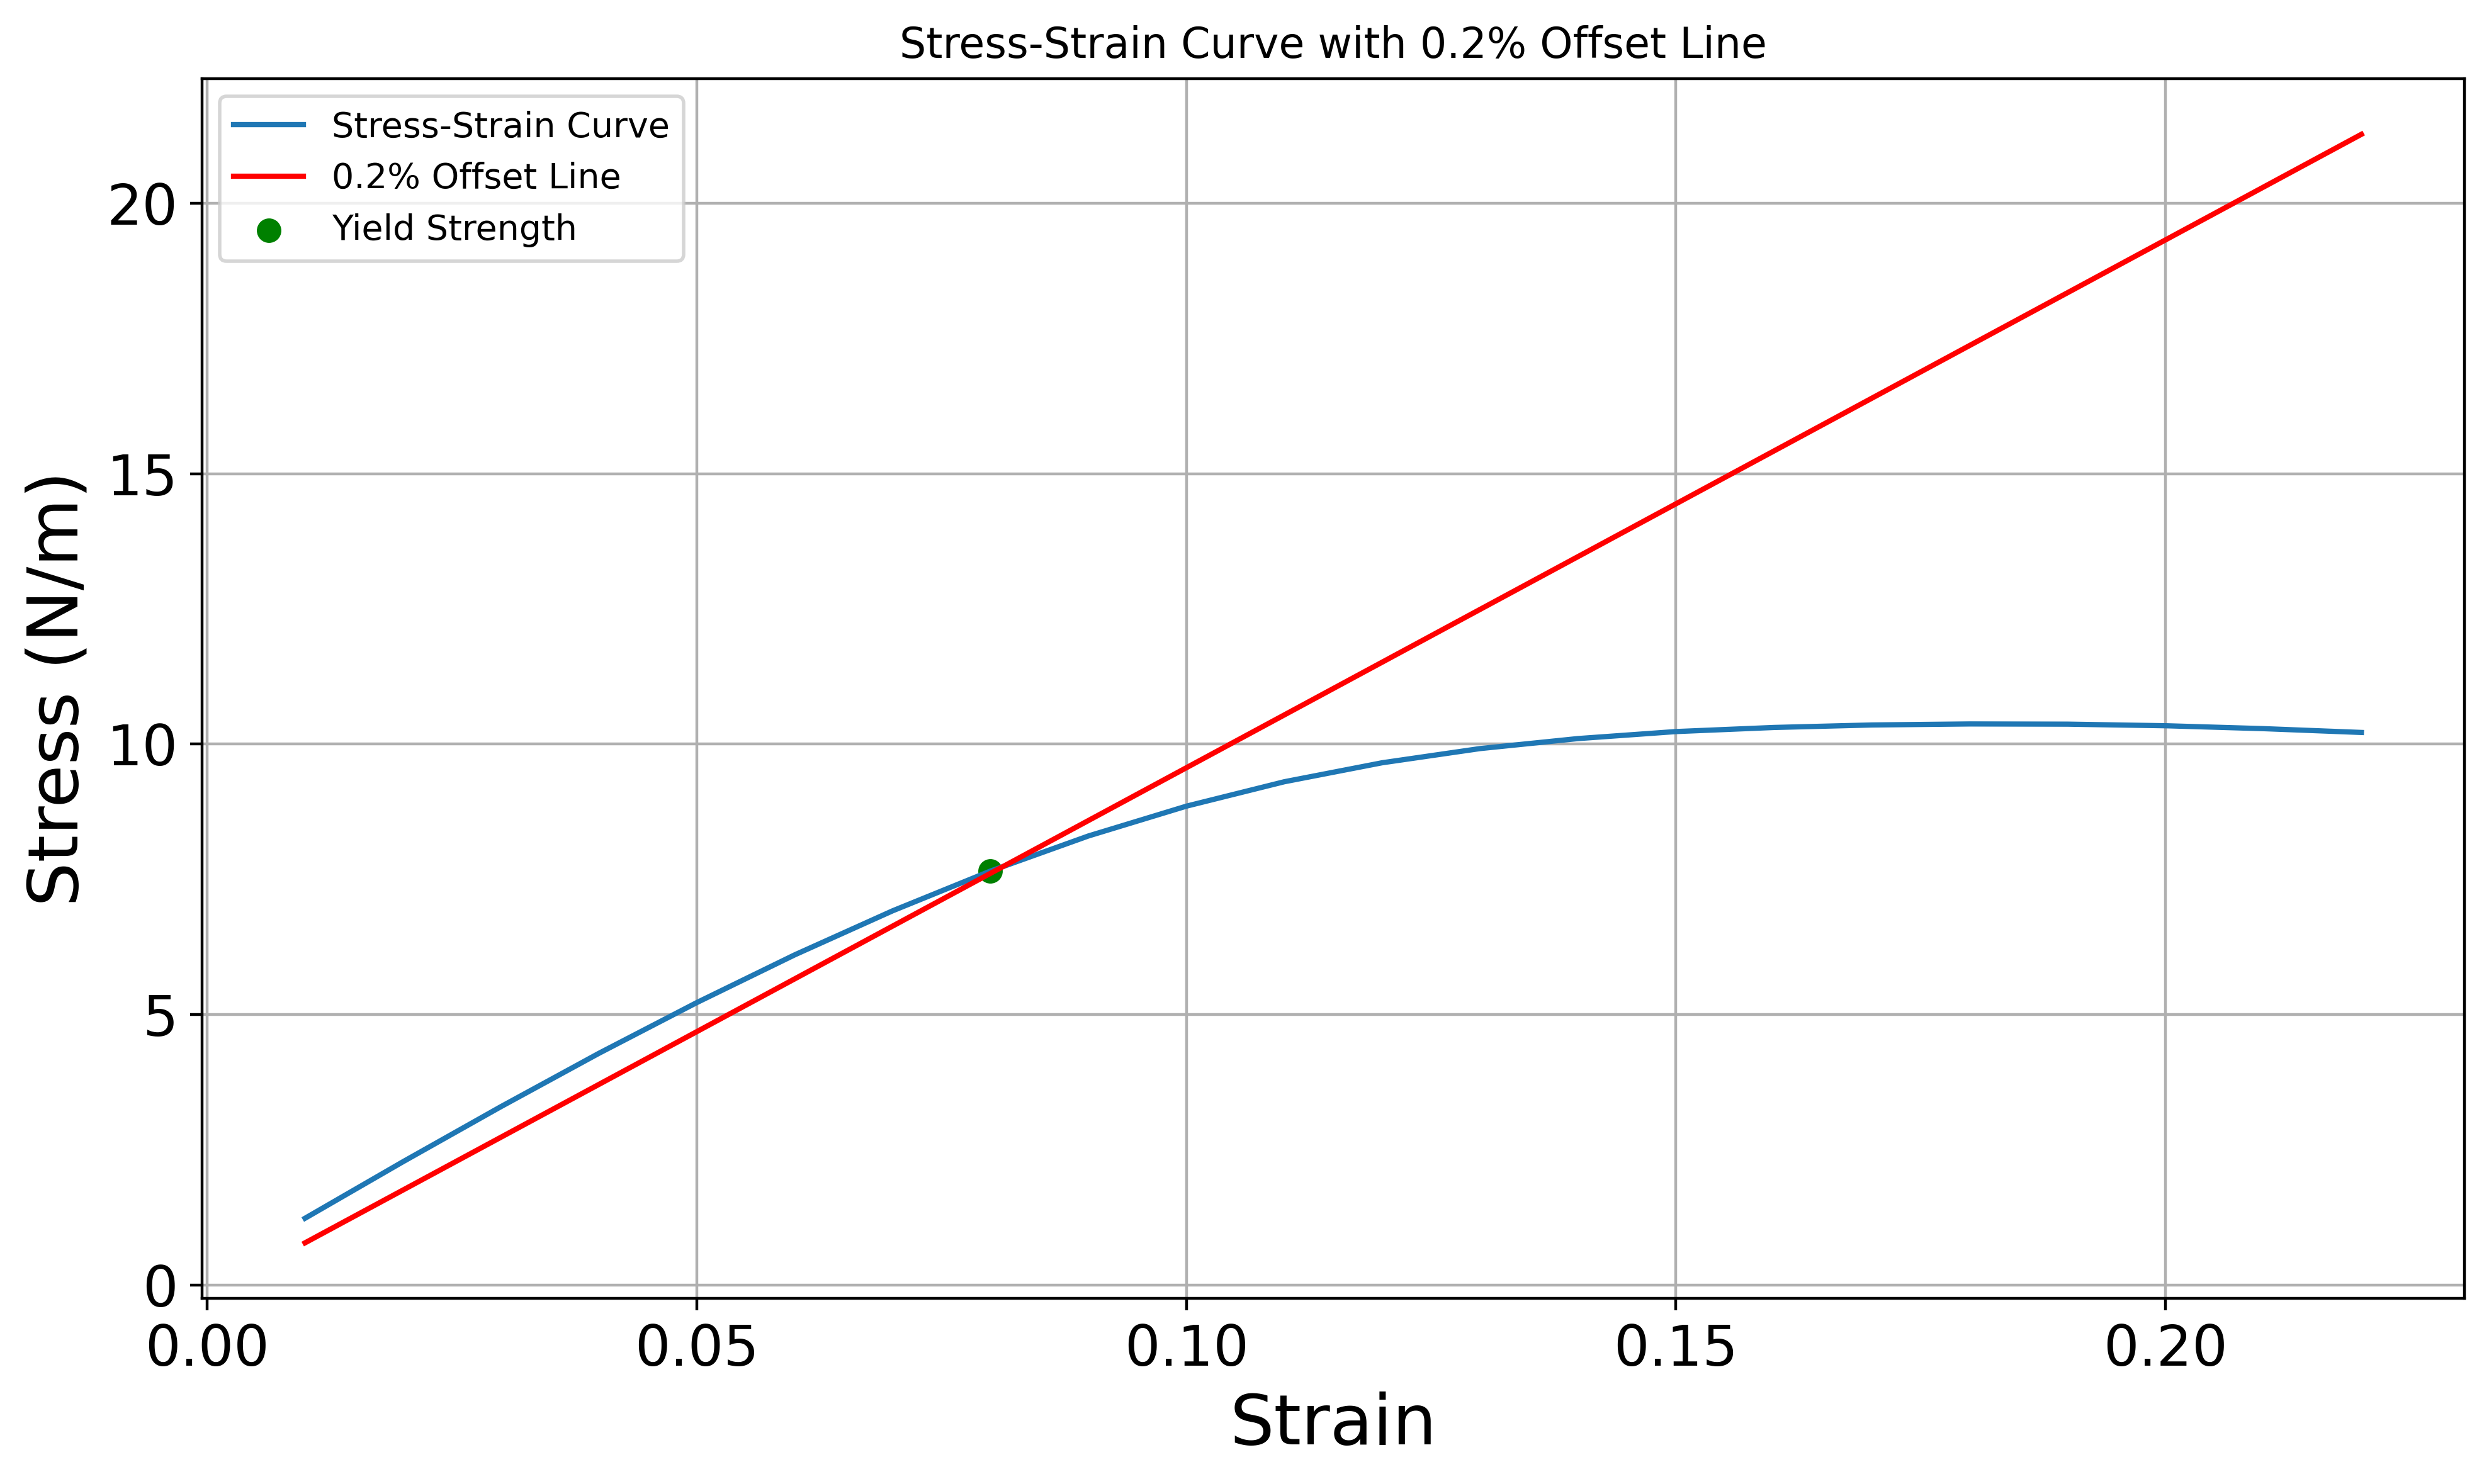 Stress-Strain Curve with 0.2% Offset Line
Stress-Strain Curve
0.2% Offset Line
Yield Strength
Stress (N/m)
20
15
10
5
0
0.00 0.05 0.10 0.15 0.20
Strain